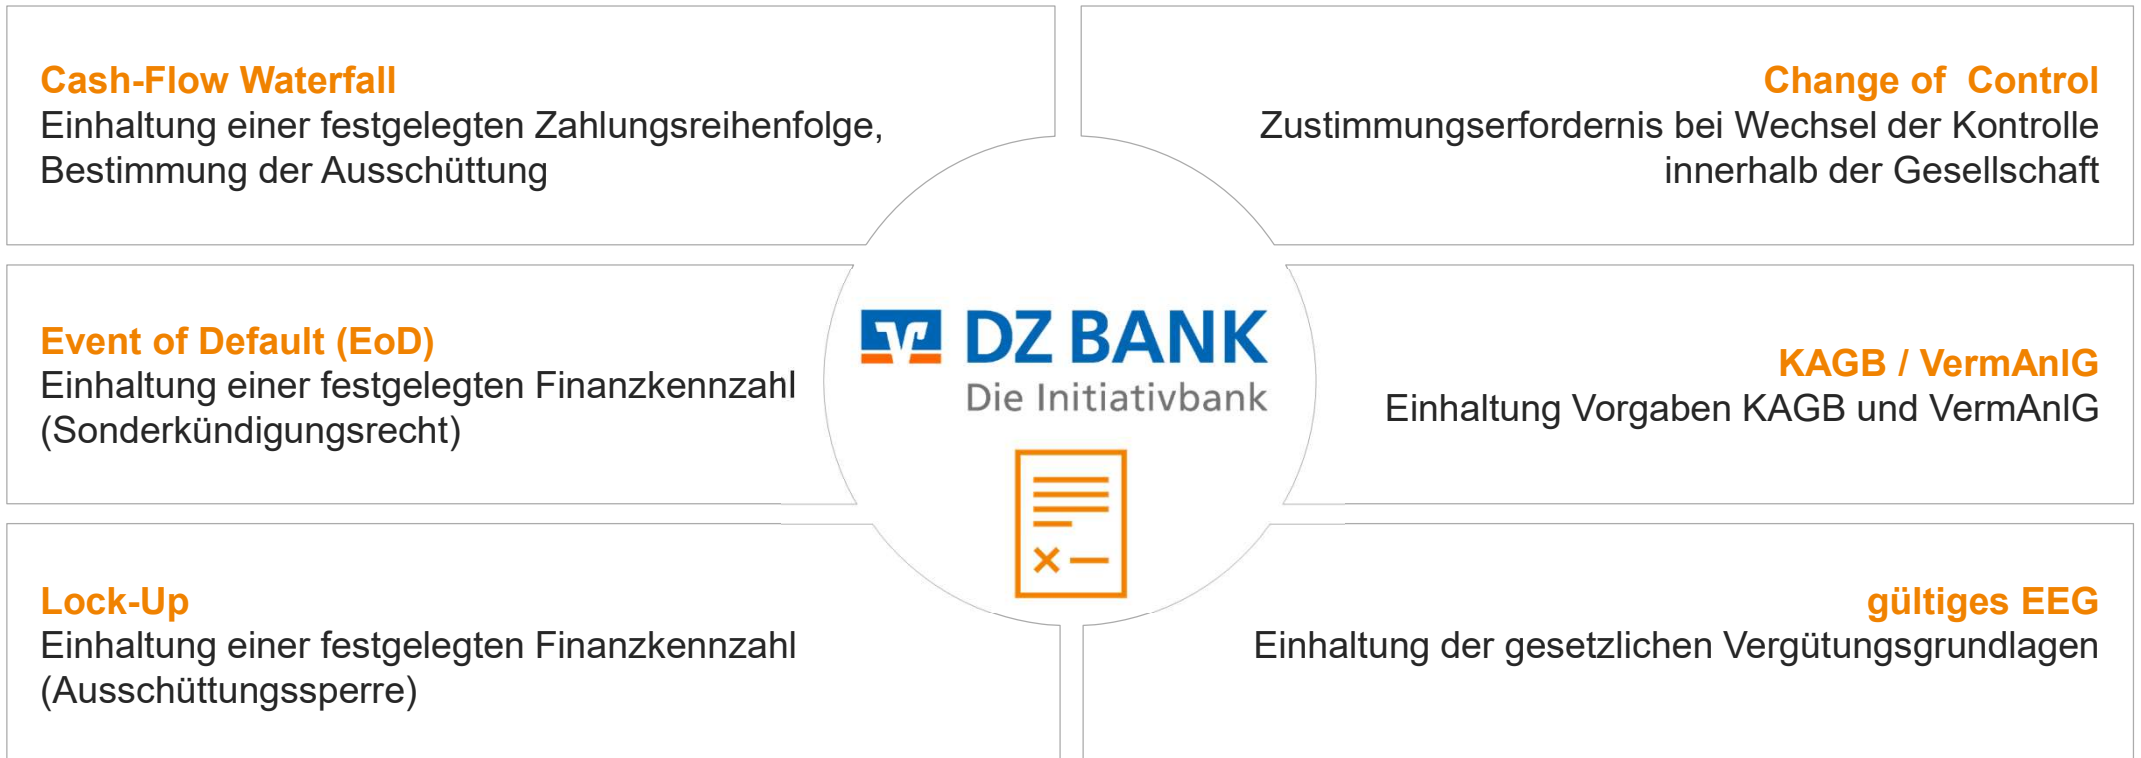 Cash-Flow Waterfall
Einhaltung einer festgelegten Zahlungsreihenfolge,
Bestimmung der Ausschüttung
Change of  Control
Zustimmungserfordernis bei Wechsel der Kontrolle
innerhalb der Gesellschaft
Event of Default (EoD)
Einhaltung einer festgelegten Finanzkennzahl
(Sonderkündigungsrecht)
DZ BANK
Die Initiativbank
KAGB / VermAnlG
Einhaltung Vorgaben KAGB und VermAnlG
Lock-Up
Einhaltung einer festgelegten Finanzkennzahl
(Ausschüttungssperre)
gültiges EEG
Einhaltung der gesetzlichen Vergütungsgrundlagen